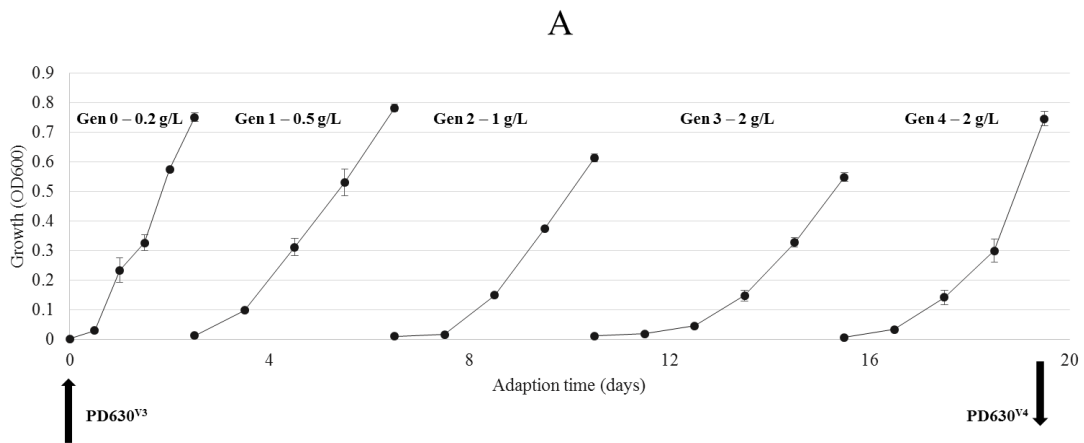 A
0.9
0.8
Gen 0 – 0.2 g/L Gen 1 – 0.5 g/L Gen 2 – 1 g/L Gen 3 – 2 g/L Gen 4 – 2 g/L
0.7
0.6
0.5
0.4
0.3
0.2
0.1
0
Growth (OD600)
0 4 8 12 16 20
Adaption time (days)
PD630V3 PD630V4